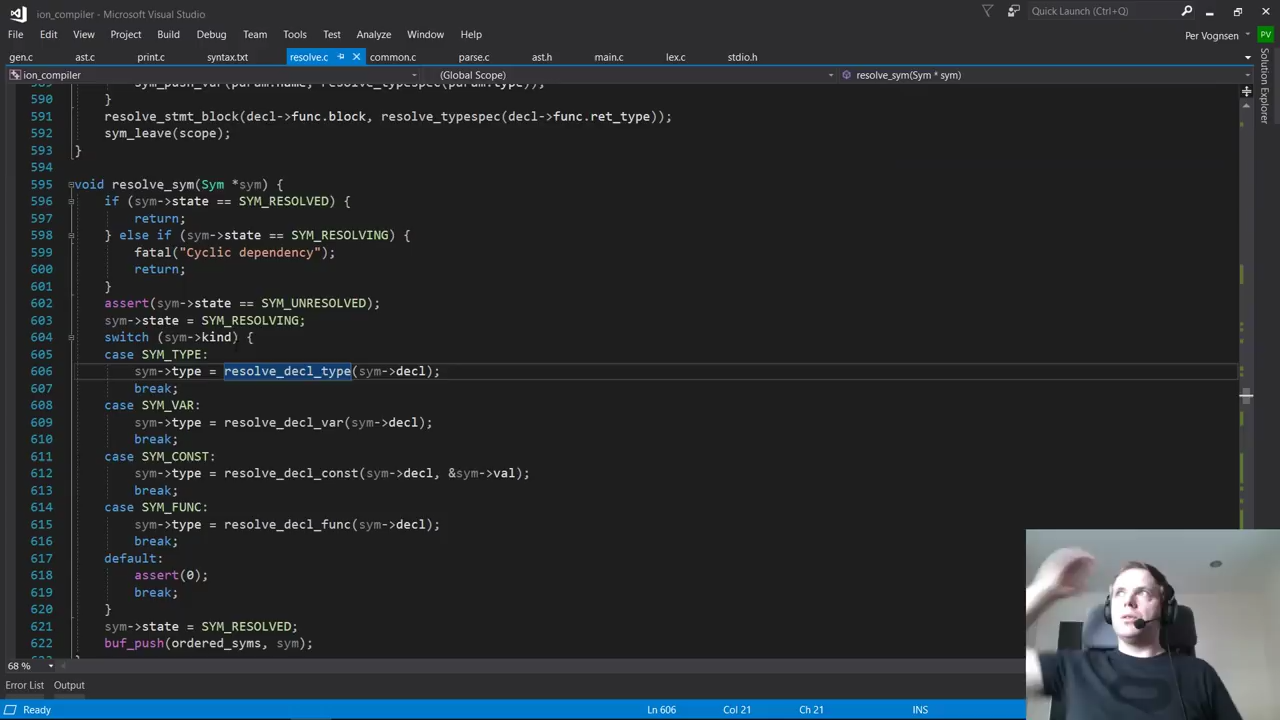 ion_compiler - Microsoft Visual Studio
Quick Launch (Ctrl+Q)
File Edit View Project Build Debug Team Tools Test Analyze Window Help
Per Vognsen PV
gen.c ast.c print.c syntax.txt resolve.c common.c parse.c ast.h main.c lex.c stdio.h
Solution Explorer
ion_compiler (Global Scope) resolve_sym(Sym * sym)
589 sym_push_var(param.name, resolve_typespec(param.type));
590 }
591 resolve_stmt_block(decl->func.block, resolve_typespec(decl->func.ret_type));
592 sym_leave(scope);
593 }
594
595 void resolve_sym(Sym *sym) {
596 if (sym->state == SYM_RESOLVED) {
597 return;
598 } else if (sym->state == SYM_RESOLVING) {
599 fatal("Cyclic dependency");
600 return;
601 }
602 assert(sym->state == SYM_UNRESOLVED);
603 sym->state = SYM_RESOLVING;
604 switch (sym->kind) {
605 case SYM_TYPE:
606 sym->type = resolve_decl_type(sym->decl);
607 break;
608 case SYM_VAR:
609 sym->type = resolve_decl_var(sym->decl);
610 break;
611 case SYM_CONST:
612 sym->type = resolve_decl_const(sym->decl, &sym->val);
613 break;
614 case SYM_FUNC:
615 sym->type = resolve_decl_func(sym->decl);
616 break;
617 default:
618 assert(0);
619 break;
620 }
621 sym->state = SYM_RESOLVED;
622 buf_push(ordered_syms, sym);
68 %
Error List Output
Ready Ln 606 Col 21 Ch 21 INS